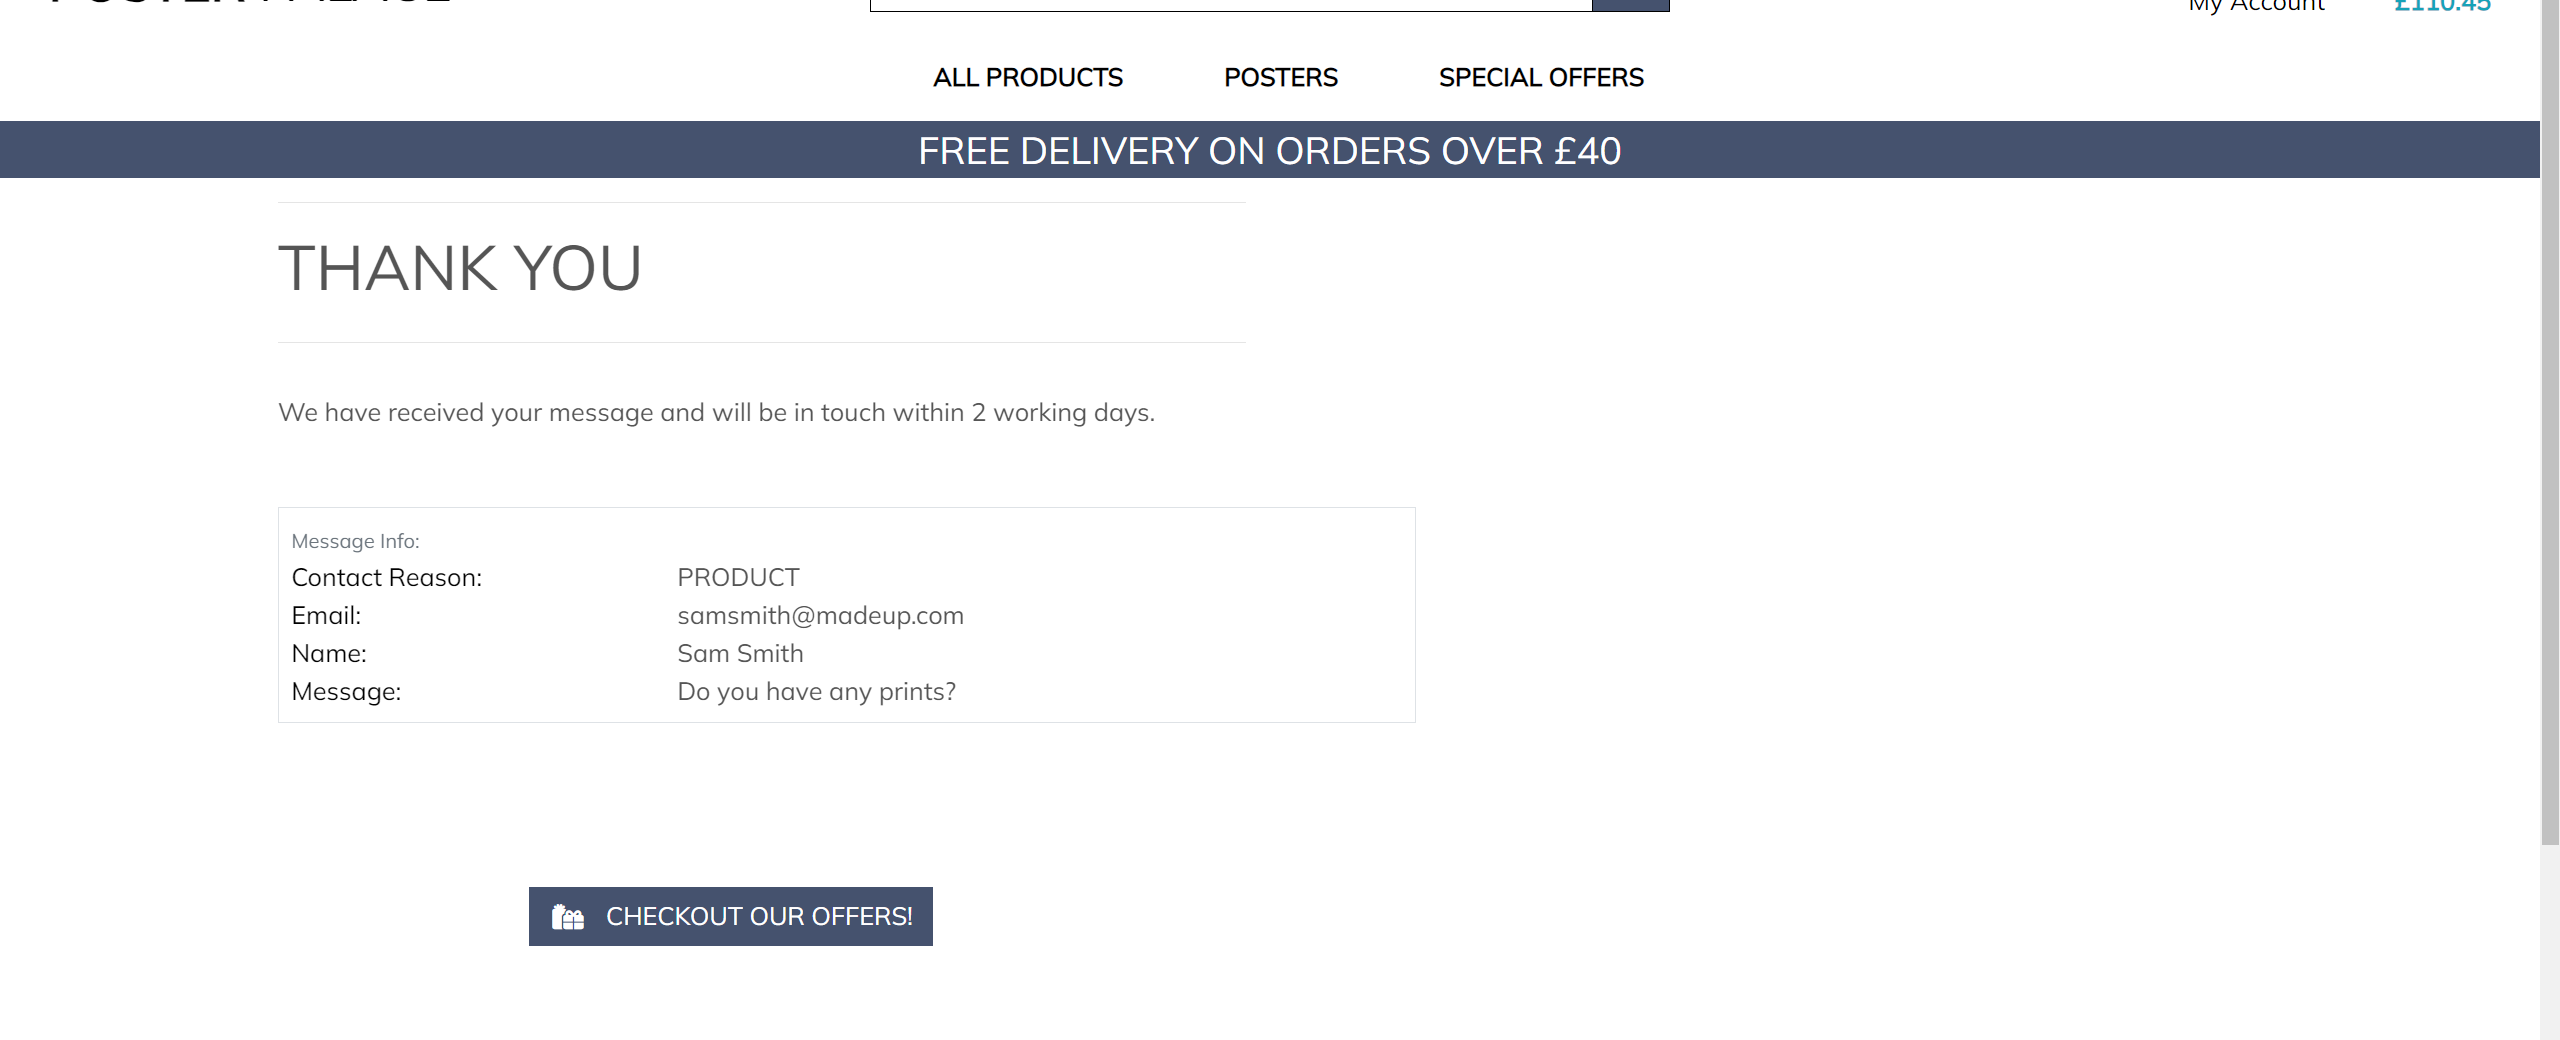 My Account £110.45
ALL PRODUCTS POSTERS SPECIAL OFFERS
FREE DELIVERY ON ORDERS OVER £40
THANK YOU
We have received your message and will be in touch within 2 working days.
Message Info:
Contact Reason: PRODUCT
Email: samsmith@madeup.com
Name: Sam Smith
Message: Do you have any prints?
CHECKOUT OUR OFFERS!